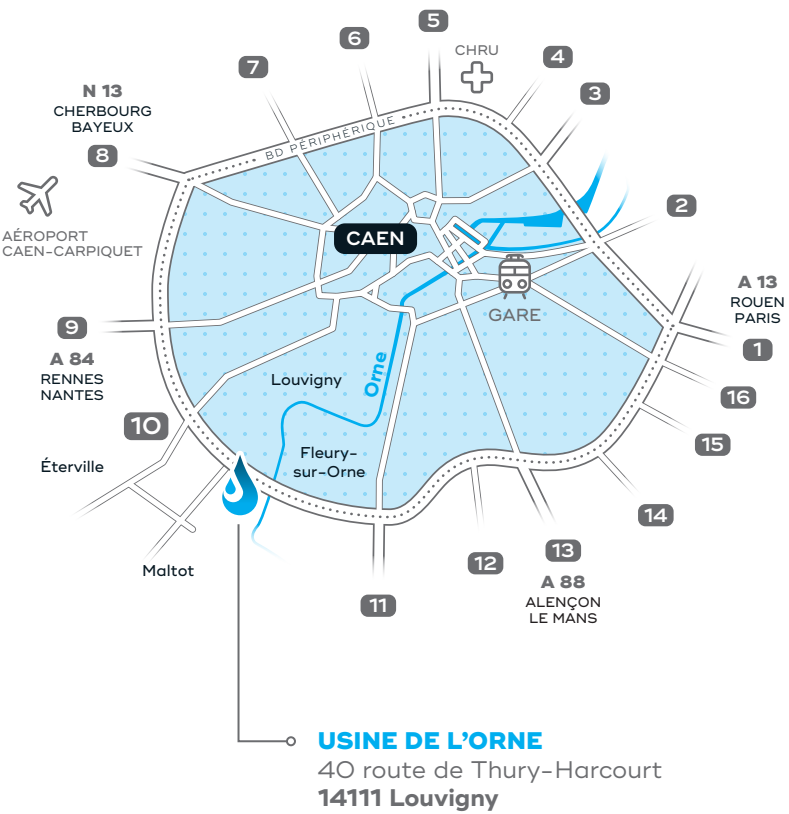 5
6
CHRU
4
7
3
N 13
CHERBOURG
BAYEUX
BD PÉRIPHÉRIQUE
8
2
AÉROPORT
CAEN-CARPIQUET
CAEN
GARE
A 13
ROUEN
PARIS
1
9
A 84
RENNES
NANTES
Orne
Louvigny
16
10
15
Éterville
Fleury-
sur-Orne
14
Maltot
12
13
A 88
ALENÇON
LE MANS
11
USINE DE L'ORNE
40 route de Thury-Harcourt
14111 Louvigny